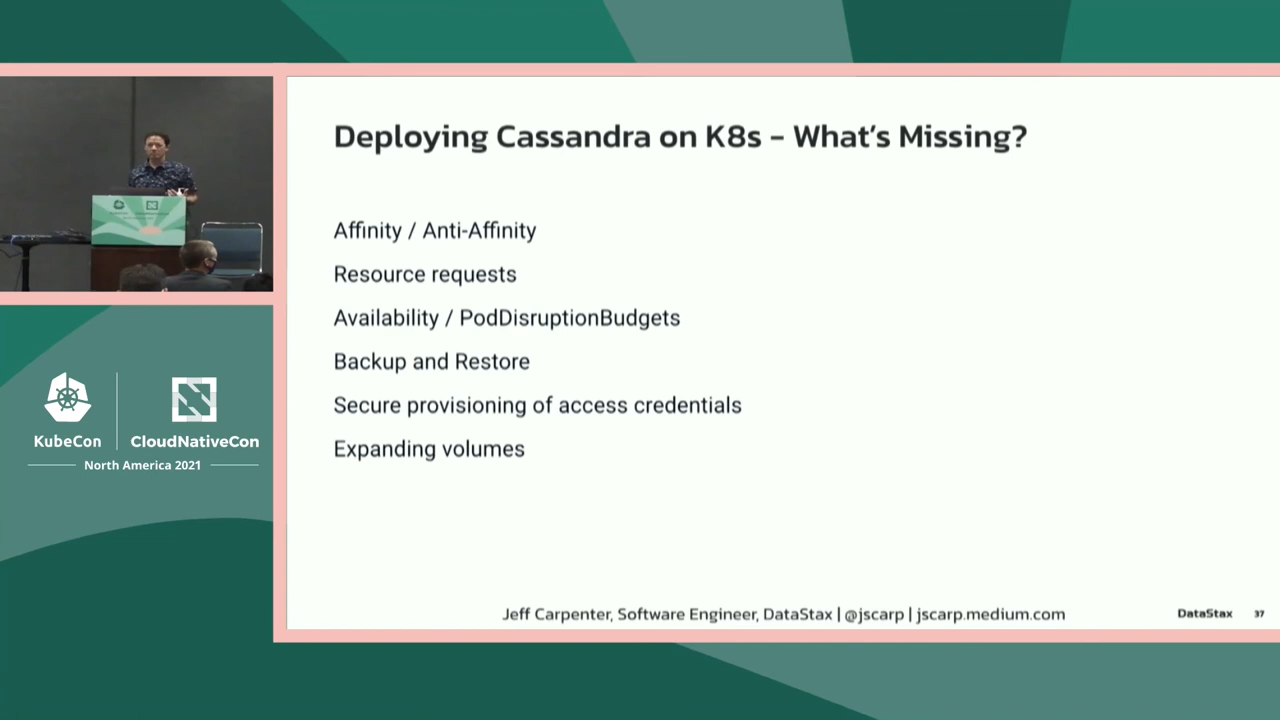 Deploying Cassandra on K8s – What's Missing?
Affinity / Anti-Affinity
Resource requests
Availability / PodDisruptionBudgets
Backup and Restore
Secure provisioning of access credentials
Expanding volumes
Jeff Carpenter, Software Engineer, DataStax | @jscarp | jscarp.medium.com
DataStax 37
KubeCon
CloudNativeCon
North America 2021